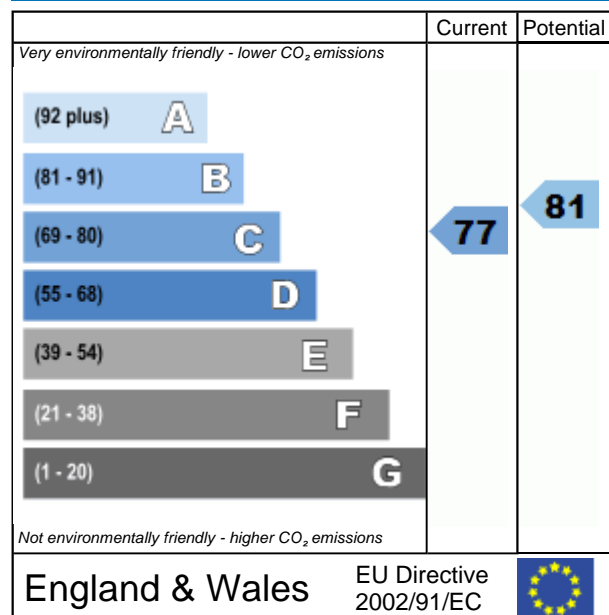 Current Potential
Very environmentally friendly - lower CO₂ emissions
(92 plus) A
(81 - 91) B
81
(69 - 80) C
77
(55 - 68) D
(39 - 54) E
(21 - 38) F
(1 - 20) G
Not environmentally friendly - higher CO₂ emissions
England & Wales
EU Directive
2002/91/EC